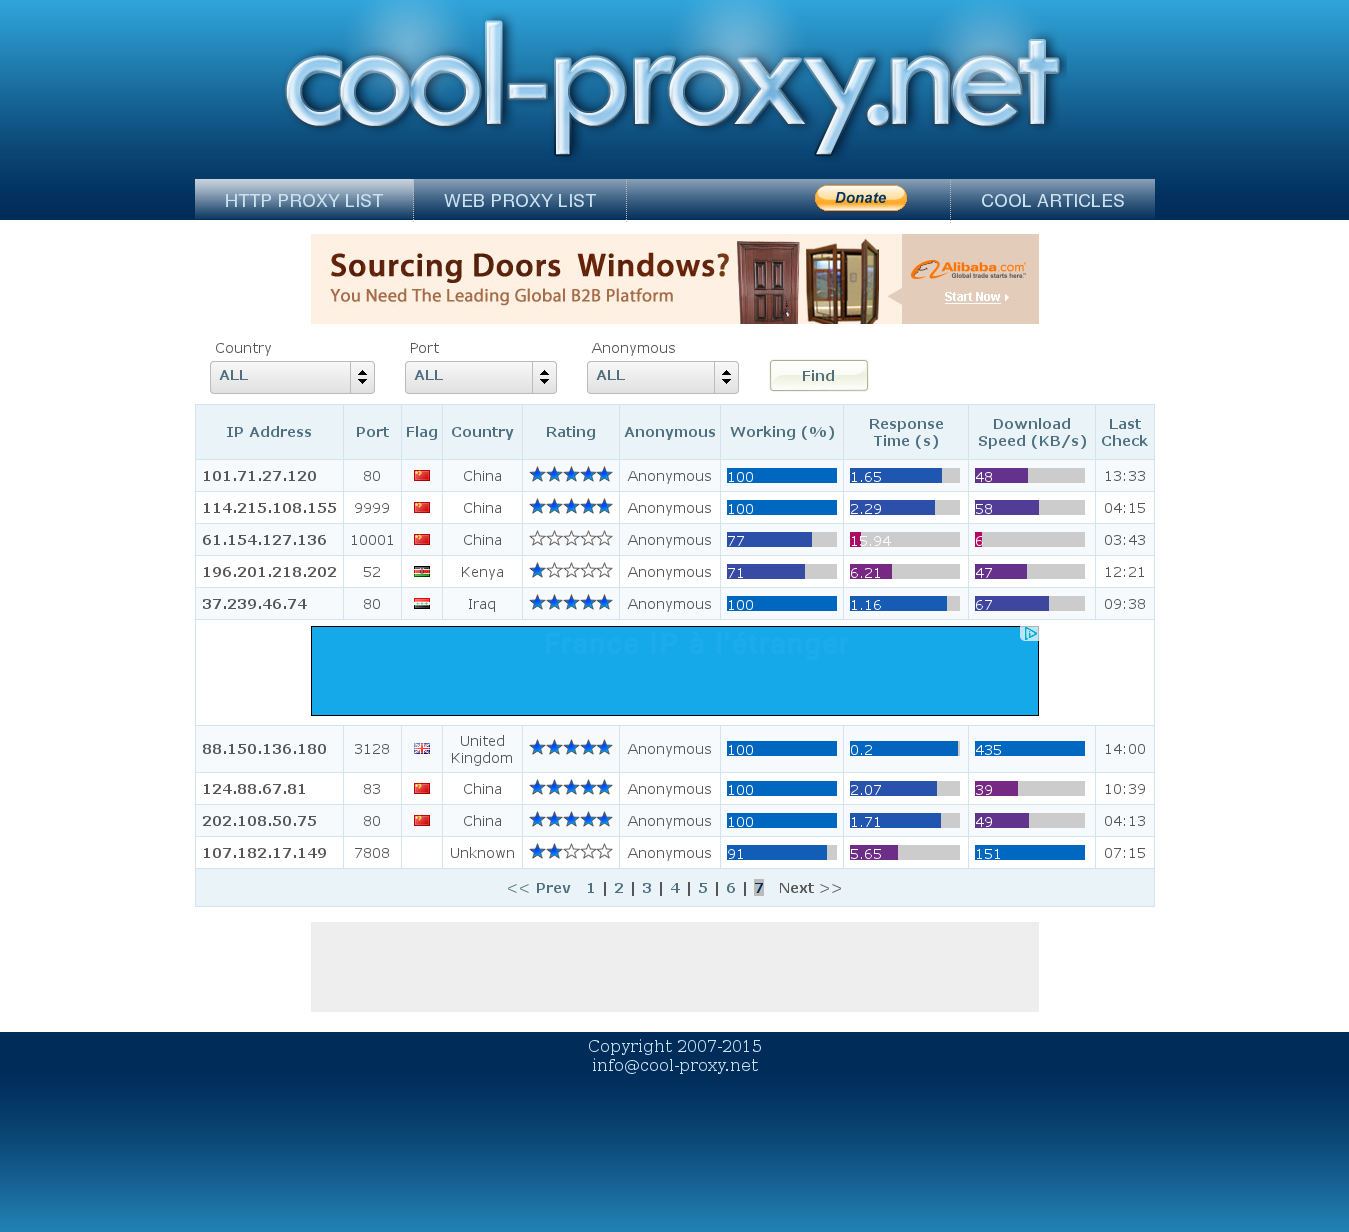 cool-proxy.net
HTTP PROXY LIST WEB PROXY LIST Donate COOL ARTICLES
Sourcing Doors Windows?
You Need The Leading Global B2B Platform
Alibaba.com
Global trade starts here.
Start Now
Country Port Anonymous
ALL ALL ALL Find
IP Address Port Flag Country Rating Anonymous Working (%) Response Time (s) Download Speed (KB/s) Last Check
101.71.27.120 80 China Anonymous 100 1.65 48 13:33
114.215.108.155 9999 China Anonymous 100 2.29 58 04:15
61.154.127.136 10001 China Anonymous 77 15.94 6 03:43
196.201.218.202 52 Kenya Anonymous 71 6.21 47 12:21
37.239.46.74 80 Iraq Anonymous 100 1.16 67 09:38
France IP à l'étranger
88.150.136.180 3128 United Kingdom Anonymous 100 0.2 435 14:00
124.88.67.81 83 China Anonymous 100 2.07 39 10:39
202.108.50.75 80 China Anonymous 100 1.71 49 04:13
107.182.17.149 7808 Unknown Anonymous 91 5.65 151 07:15
<< Prev 1 | 2 | 3 | 4 | 5 | 6 | 7 Next >>
Copyright 2007-2015
info@cool-proxy.net